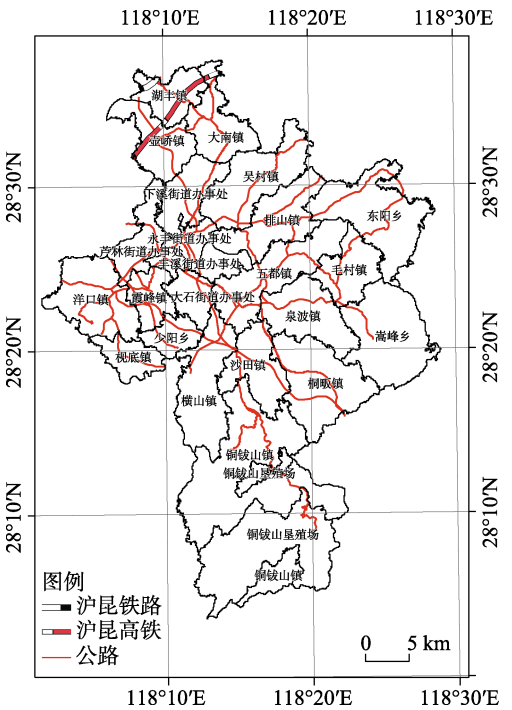 118°10′E 118°20′E 118°30′E
湖丰镇
壶峤镇 大南镇
吴村镇
28°30′N 28°30′N
下溪街道办事处
排山镇 东阳乡
永丰街道办事处
芦林街道办事处
丰溪街道办事处
五都镇 毛村镇
洋口镇 霞峰镇 大石街道办事处
泉波镇
少阳乡 嵩峰乡
28°20′N 28°20′N
枧底镇 沙田镇
桐畈镇
横山镇
铜钹山镇
铜钹山垦殖场
28°10′N 28°10′N
铜钹山垦殖场
铜钹山镇
图例
沪昆铁路
沪昆高铁
公路
0 5 km
118°10′E 118°20′E 118°30′E